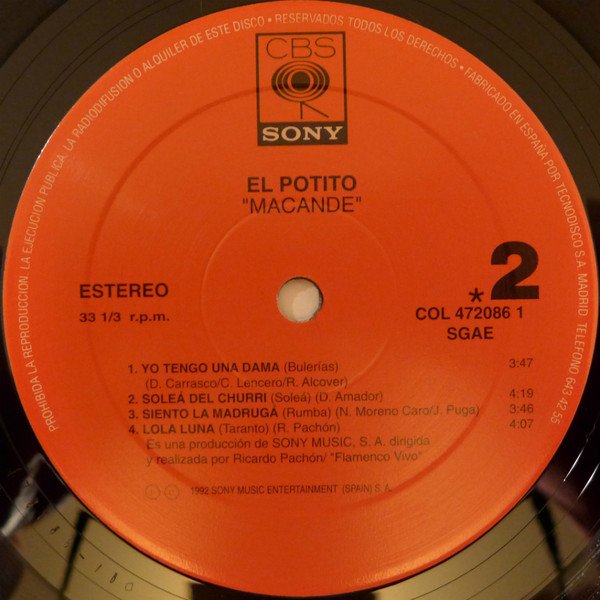 PROHIBIDA LA REPRODUCCION, LA EJECUCION PUBLICA, LA RADIODIFUSION O ALQUILER DE ESTE DISCO • RESERVADOS TODOS LOS DERECHOS • FABRICADO EN ESPAÑA POR TECNODISCO S.A. MADRID TELEFONO 643 42 55
CBS
SONY
EL POTITO
"MACANDE"
ESTEREO
33 1/3 r.p.m.
* 2
COL 472086 1
SGAE
1. YO TENGO UNA DAMA (Bulerías) 3:47
(D. Carrasco/C. Lencero/R. Alcover)
2. SOLEÁ DEL CHURRI (Soleá) (D. Amador) 4:19
3. SIENTO LA MADRUGÁ (Rumba) (N. Moreno Caro/J. Puga) 3:46
4. LOLA LUNA (Taranto) (R. Pachón) 4:07
Es una producción de SONY MUSIC, S. A. dirigida
y realizada por Ricardo Pachón/ "Flamenco Vivo"
Ⓟ © 1992 SONY MUSIC ENTERTAINMENT (SPAIN) S. A.